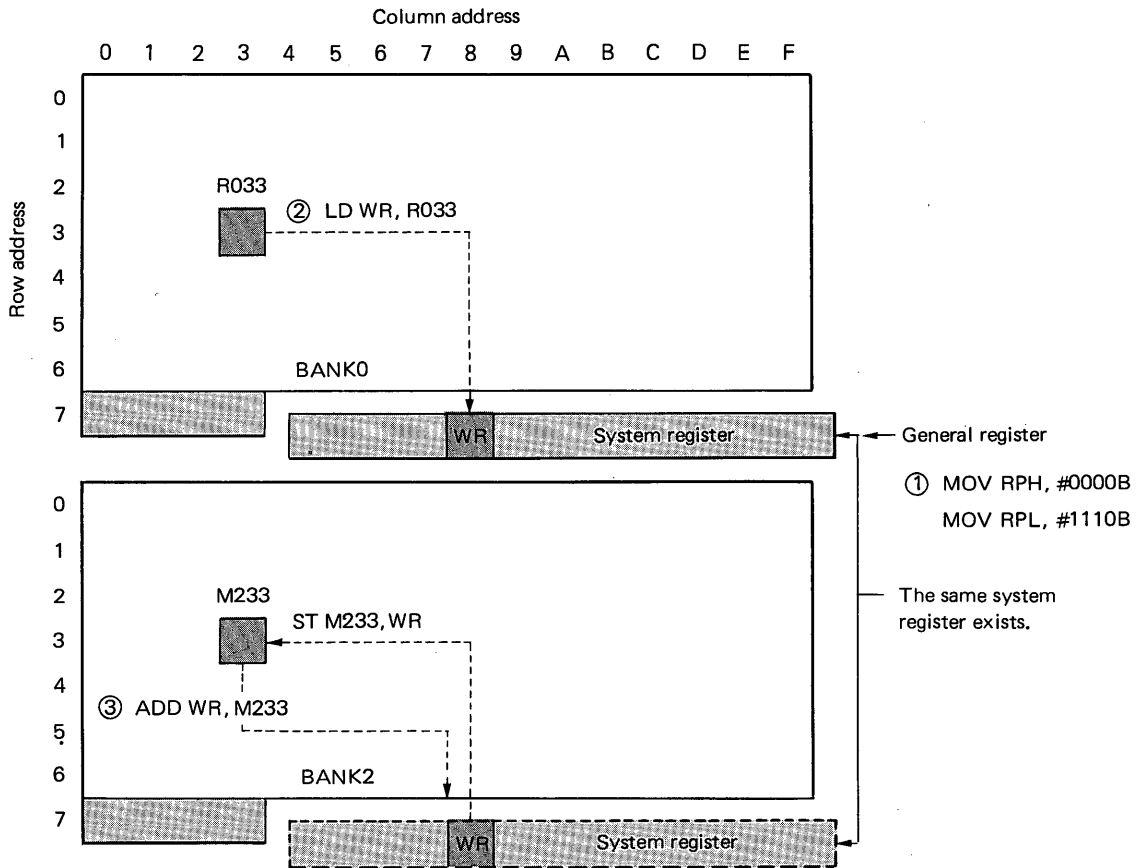 Column address
0 1 2 3 4 5 6 7 8 9 A B C D E F
Row address
0
1
2
R033
② LD WR, R033
3
4
5
6
BANK0
7
WR
System register
General register
① MOV RPH, #0000B
MOV RPL, #1110B
0
1
2
M233
The same system
register exists.
ST M233, WR
3
4
③ ADD WR, M233
5
6
BANK2
7
WR
System register